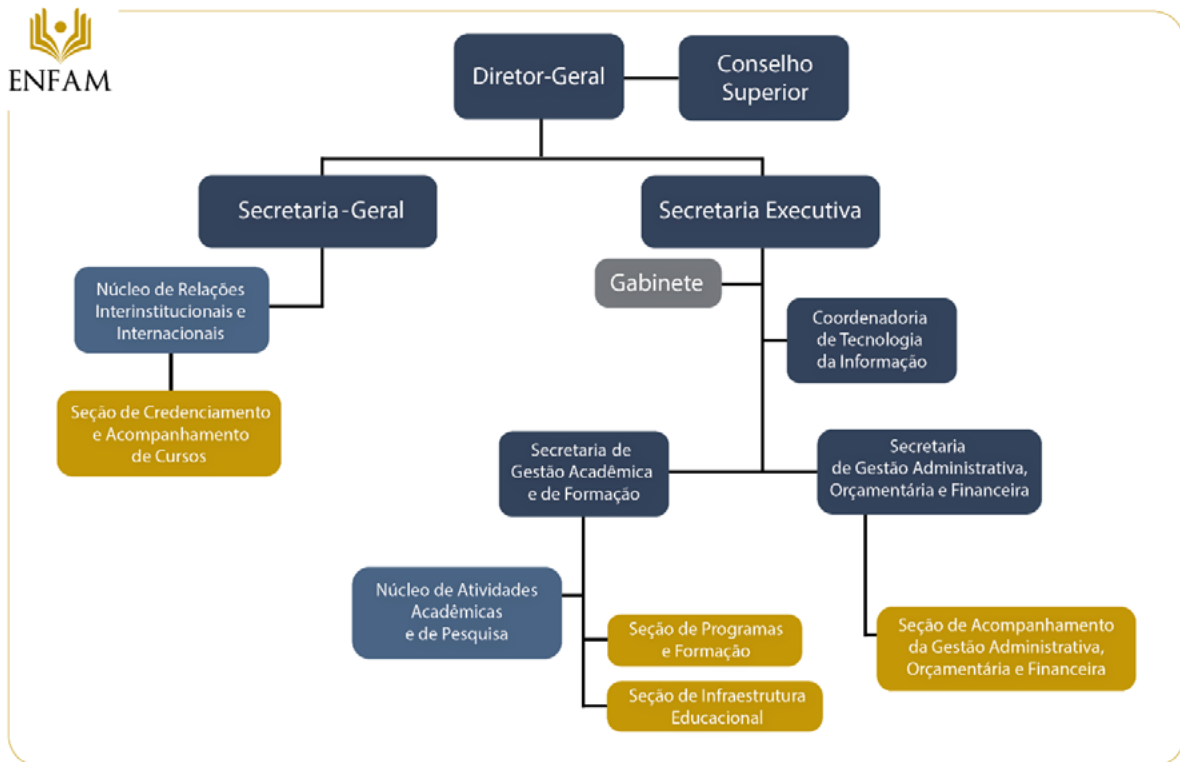 ENFAM
Diretor-Geral
Conselho
Superior
Secretaria-Geral
Secretaria Executiva
Gabinete
Núcleo de Relações
Interinstitucionais e
Internacionais
Coordenadoria
de Tecnologia
da Informação
Seção de Credenciamento
e Acompanhamento
de Cursos
Secretaria de
Gestão Acadêmica
e de Formação
Secretaria
de Gestão Administrativa,
Orçamentária e Financeira
Núcleo de Atividades
Acadêmicas
e de Pesquisa
Seção de Programas
e Formação
Seção de Infraestrutura
Educacional
Seção de Acompanhamento
da Gestão Administrativa,
Orçamentária e Financeira